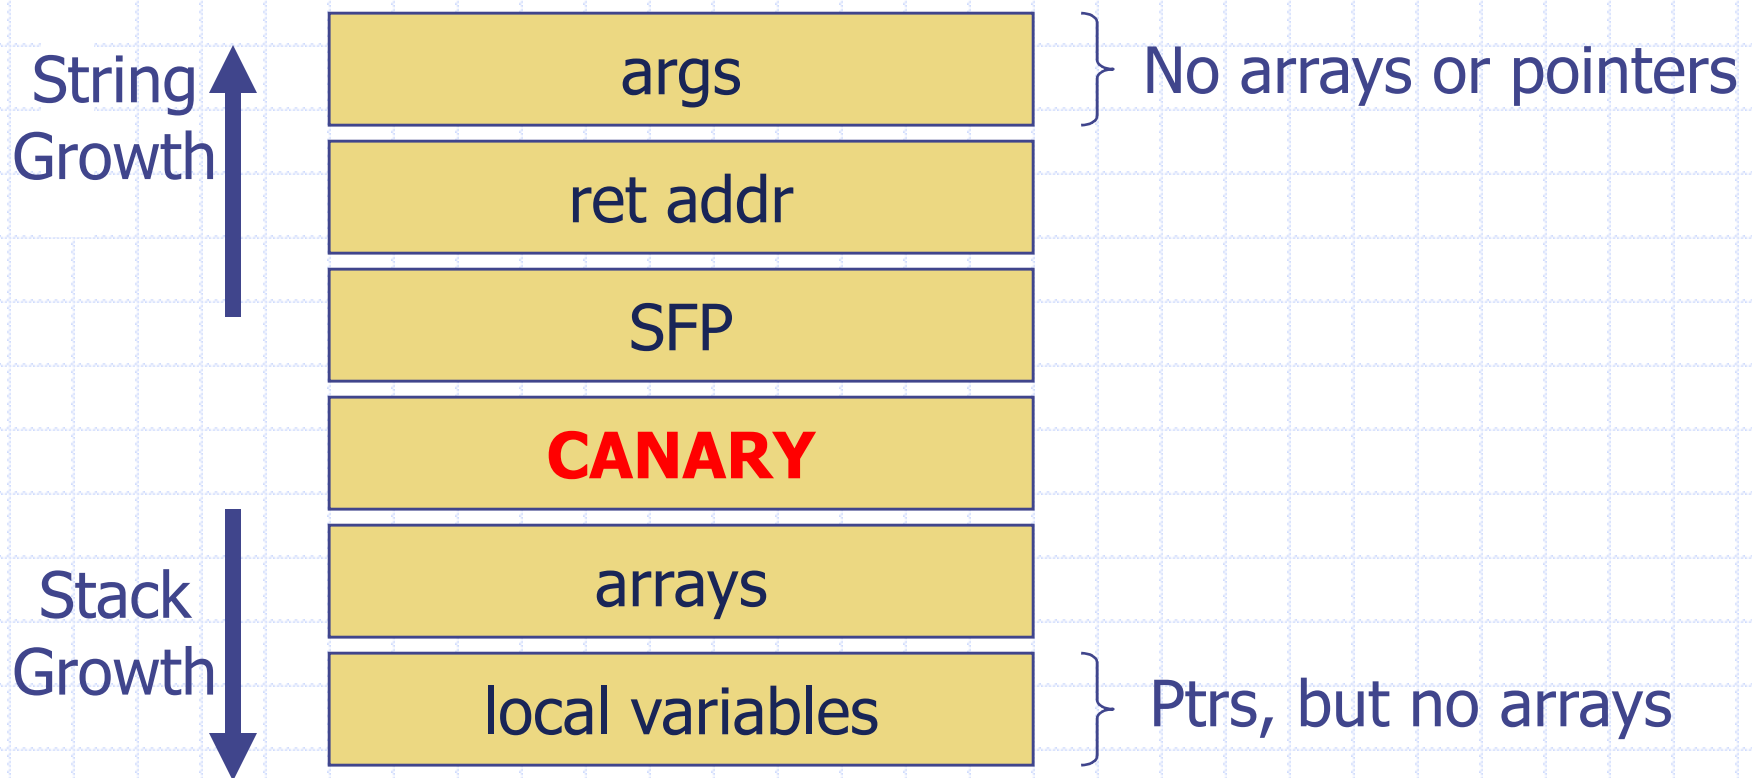 String
Growth
args
No arrays or pointers
ret addr
SFP
CANARY
arrays
Stack
Growth
local variables
Ptrs, but no arrays